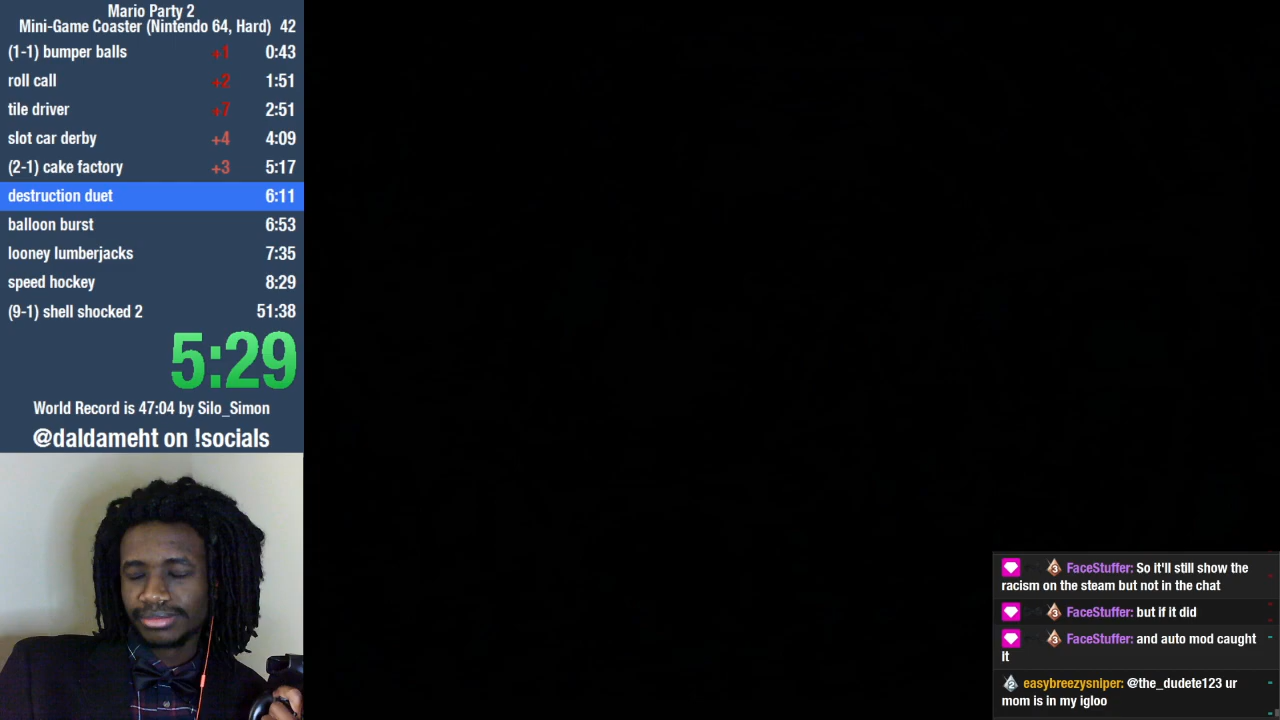 Mario Party 2
Mini-Game Coaster (Nintendo 64, Hard) 42
(1-1) bumper balls +1 0:43
roll call +2 1:51
tile driver +7 2:51
slot car derby +4 4:09
(2-1) cake factory +3 5:17
destruction duet 6:11
balloon burst 6:53
looney lumberjacks 7:35
speed hockey 8:29
(9-1) shell shocked 2 51:38
5:29
World Record is 47:04 by Silo_Simon
@daldameht on !socials
3 FaceStuffer: So it'll still show the
racism on the steam but not in the chat
3 FaceStuffer: but if it did
3 FaceStuffer: and auto mod caught
it
2 easybreezysniper: @the_dudete123 ur
mom is in my igloo